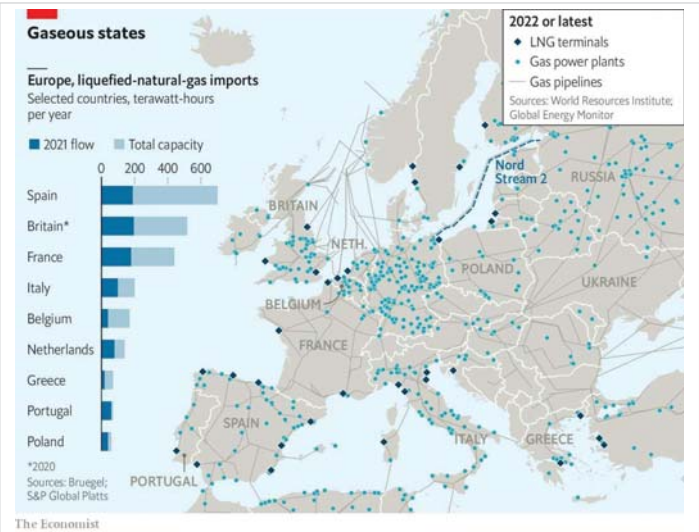 Gaseous states
Europe, liquefied-natural-gas imports
Selected countries, terawatt-hours
per year
2021 flow
Total capacity
0 200 400 600
Spain
Britain*
France
Italy
Belgium
Netherlands
Greece
Portugal
Poland
*2020
Sources: Bruegel;
S&P Global Platts
2022 or latest
LNG terminals
Gas power plants
Gas pipelines
Sources: World Resources Institute;
Global Energy Monitor
Nord
Stream 2
RUSSIA
BRITAIN
NETH.
POLAND
UKRAINE
BELGIUM
FRANCE
SPAIN
ITALY
GREECE
PORTUGAL
The Economist